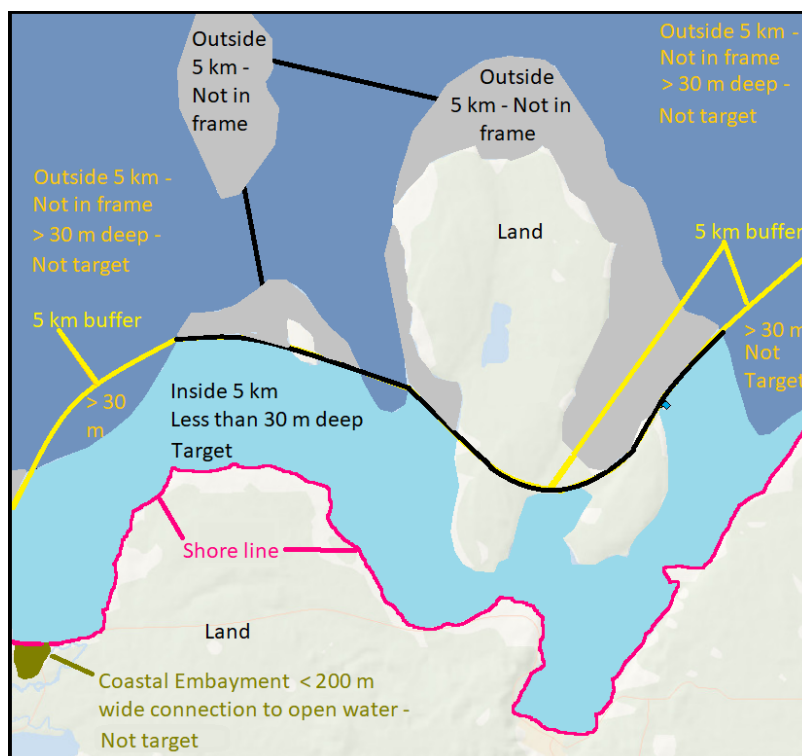 Outside
5 km -
Not in
frame
Outside
5 km - Not in
frame
Outside 5 km -
Not in frame
> 30 m deep -
Not target
Outside 5 km -
Not in frame
> 30 m deep -
Not target
Land
5 km buffer
5 km buffer
> 30 m
Not
Target
> 30
m
Inside 5 km
Less than 30 m deep
Target
Shore line
Land
Coastal Embayment < 200 m
wide connection to open water -
Not target